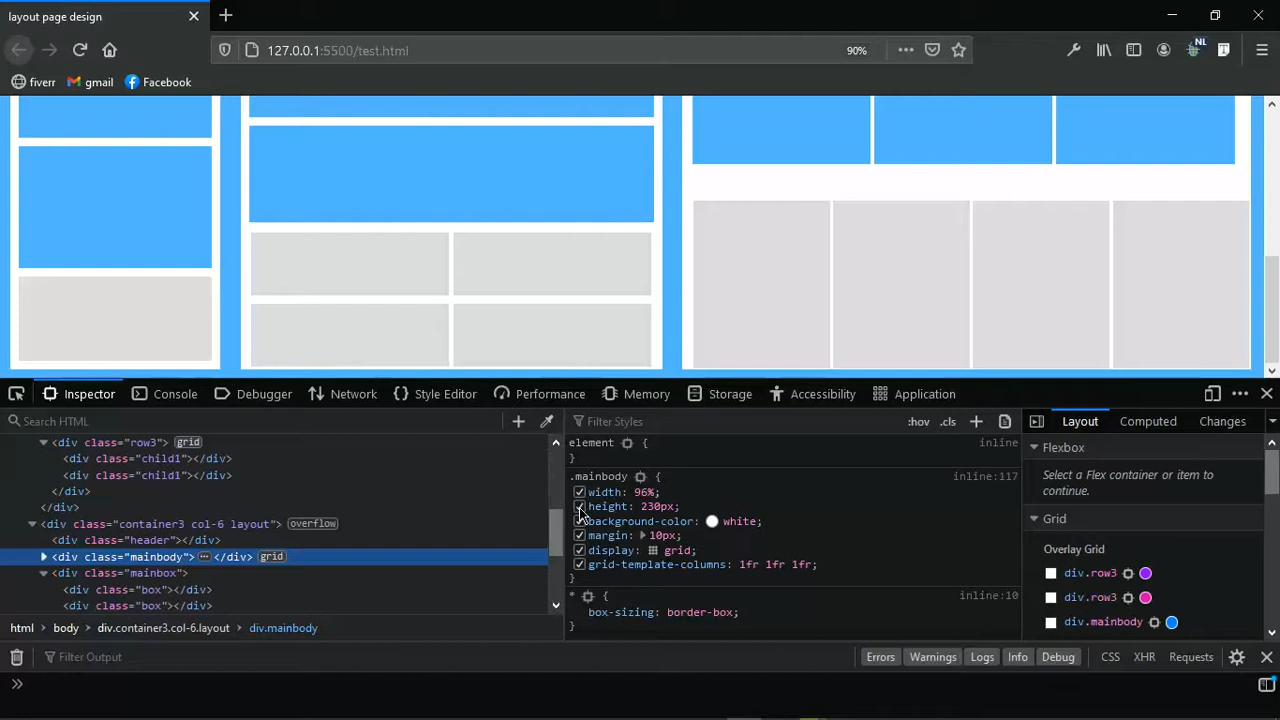 layout page design
127.0.0.1:5500/test.html
90%
NL
fiverr
gmail
Facebook
Inspector
Console
Debugger
Network
Style Editor
Performance
Memory
Storage
Accessibility
Application
Search HTML
Filter Styles
:hov
.cls
Layout
Computed
Changes
<div class="row3"> grid
<div class="child1"></div>
<div class="child1"></div>
</div>
</div>
<div class="container3 col-6 layout"> overflow
<div class="header"></div>
<div class="mainbody"> </div> grid
<div class="mainbox">
<div class="box"></div>
<div class="box"></div>
html
body
div.container3.col-6.layout
div.mainbody
element {
inline
}
.mainbody {
inline:117
width: 96%;
height: 230px;
background-color: white;
margin: 10px;
display: grid;
grid-template-columns: 1fr 1fr 1fr;
}
* {
inline:10
box-sizing: border-box;
}
Flexbox
Select a Flex container or item to
continue.
Grid
Overlay Grid
div.row3
div.row3
div.mainbody
Filter Output
Errors
Warnings
Logs
Info
Debug
CSS
XHR
Requests